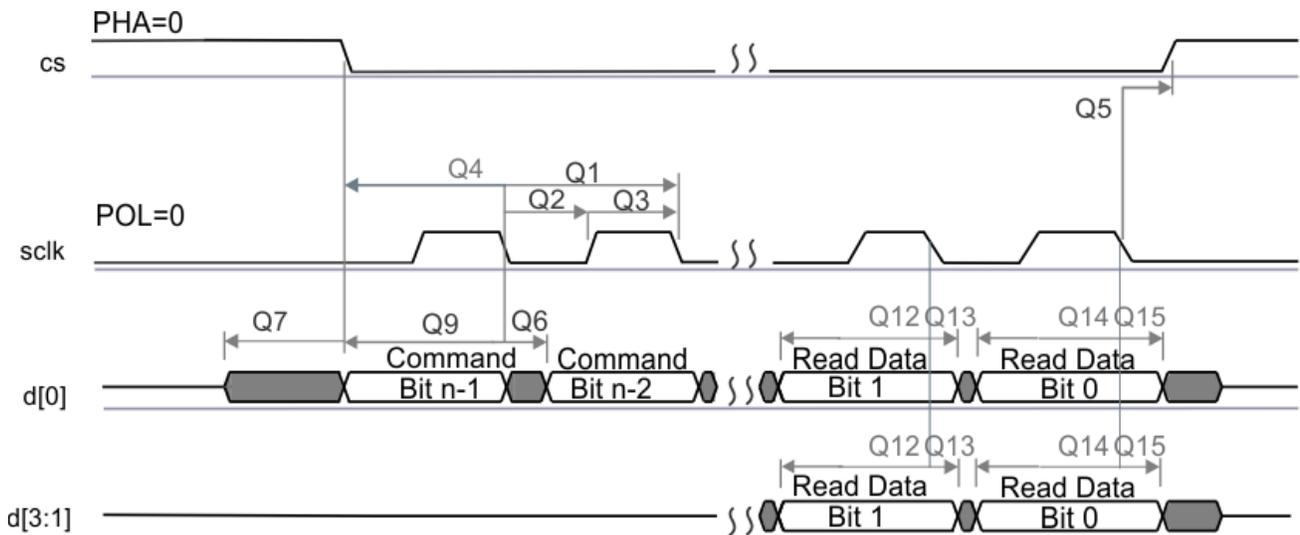 PHA=0
cs
Q5
Q4 Q1
Q2 Q3
POL=0
sclk
Q7 Q9 Q6 Q12 Q13 Q14 Q15
Command Command Read Data Read Data
d[0] Bit n-1 Bit n-2 Bit 1 Bit 0
Q12 Q13 Q14 Q15
Read Data Read Data
d[3:1] Bit 1 Bit 0